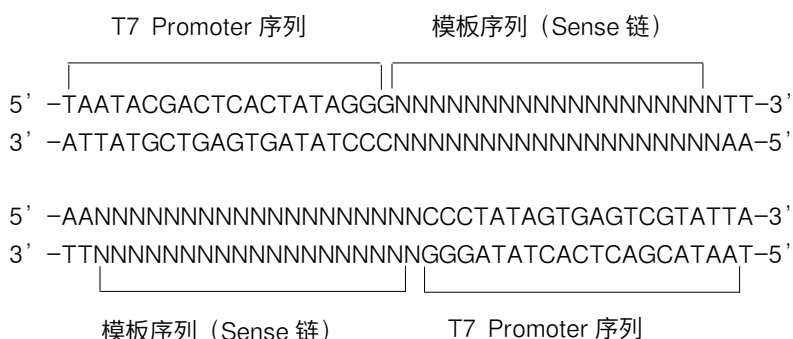 T7 Promoter 序列 模板序列（Sense 链）
5’ –TAATACGACTCACTATAGGGNNNNNNNNNNNNNNNNNNNTT–3’
3’ –ATTATGCTGAGTGATATCCCNNNNNNNNNNNNNNNNNNNAA–5’
5’ –AANNNNNNNNNNNNNNNNNNNCCCTATAGTGAGTCGTATTA–3’
3’ –TTNNNNNNNNNNNNNNNNNNNGGGATATCACTCAGCATAAT–5’
模板序列（Sense 链） T7 Promoter 序列